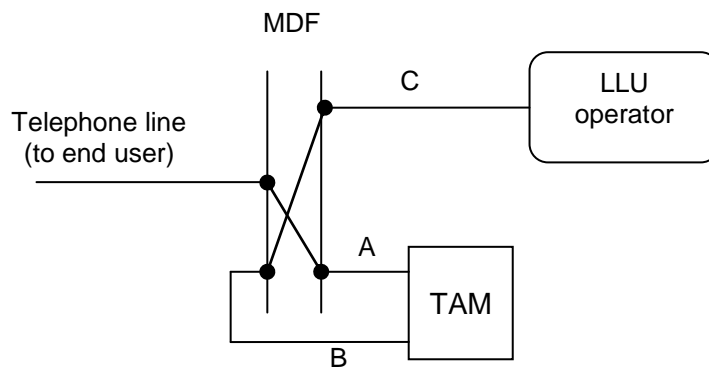 MDF
C
LLU
operator
Telephone line
(to end user)
A
TAM
B